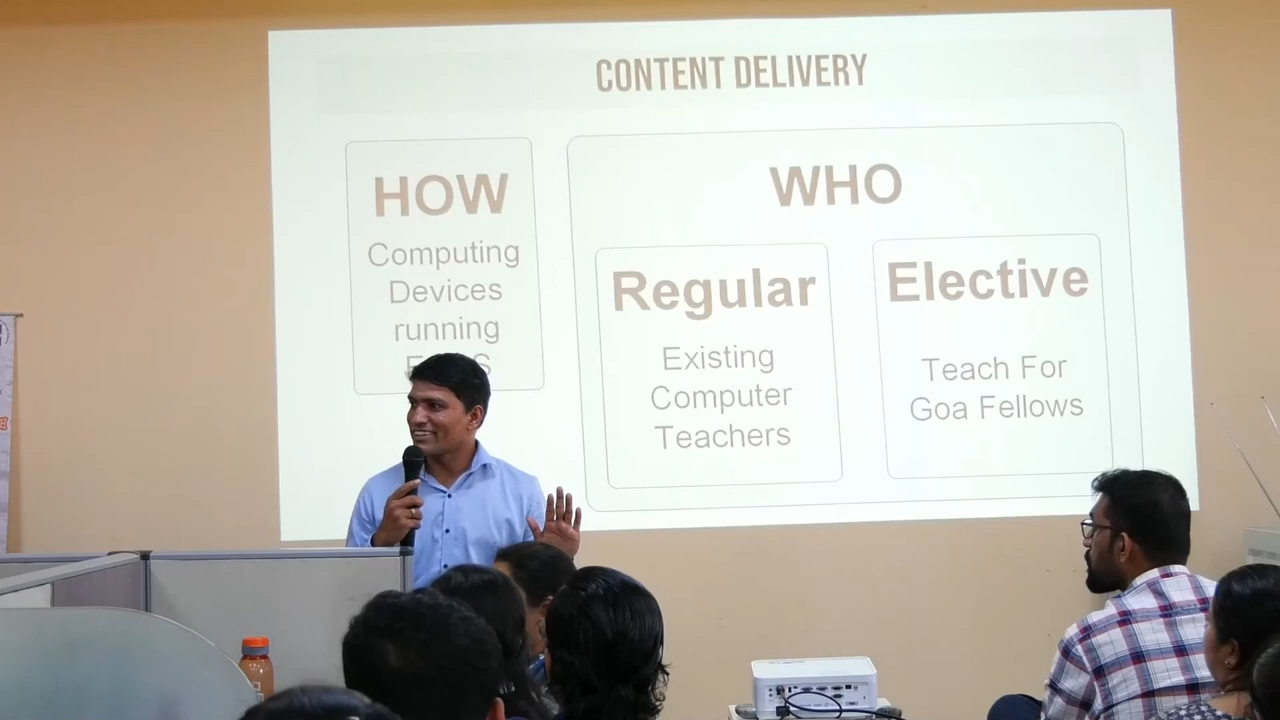 CONTENT DELIVERY
HOW
Computing
Devices
running
WHO
Regular
Existing
Computer
Teachers
Elective
Teach For
Goa Fellows